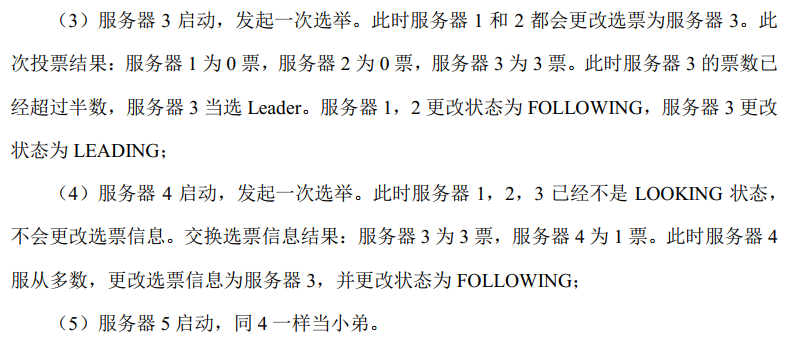 （3）服务器 3 启动，发起一次选举。此时服务器 1 和 2 都会更改选票为服务器 3。此
次投票结果：服务器 1 为 0 票，服务器 2 为 0 票，服务器 3 为 3 票。此时服务器 3 的票数已
经超过半数，服务器 3 当选 Leader。服务器 1，2 更改状态为 FOLLOWING，服务器 3 更改
状态为 LEADING；
（4）服务器 4 启动，发起一次选举。此时服务器 1，2，3 已经不是 LOOKING 状态，
不会更改选票信息。交换选票信息结果：服务器 3 为 3 票，服务器 4 为 1 票。此时服务器 4
服从多数，更改选票信息为服务器 3，并更改状态为 FOLLOWING；
（5）服务器 5 启动，同 4 一样当小弟。